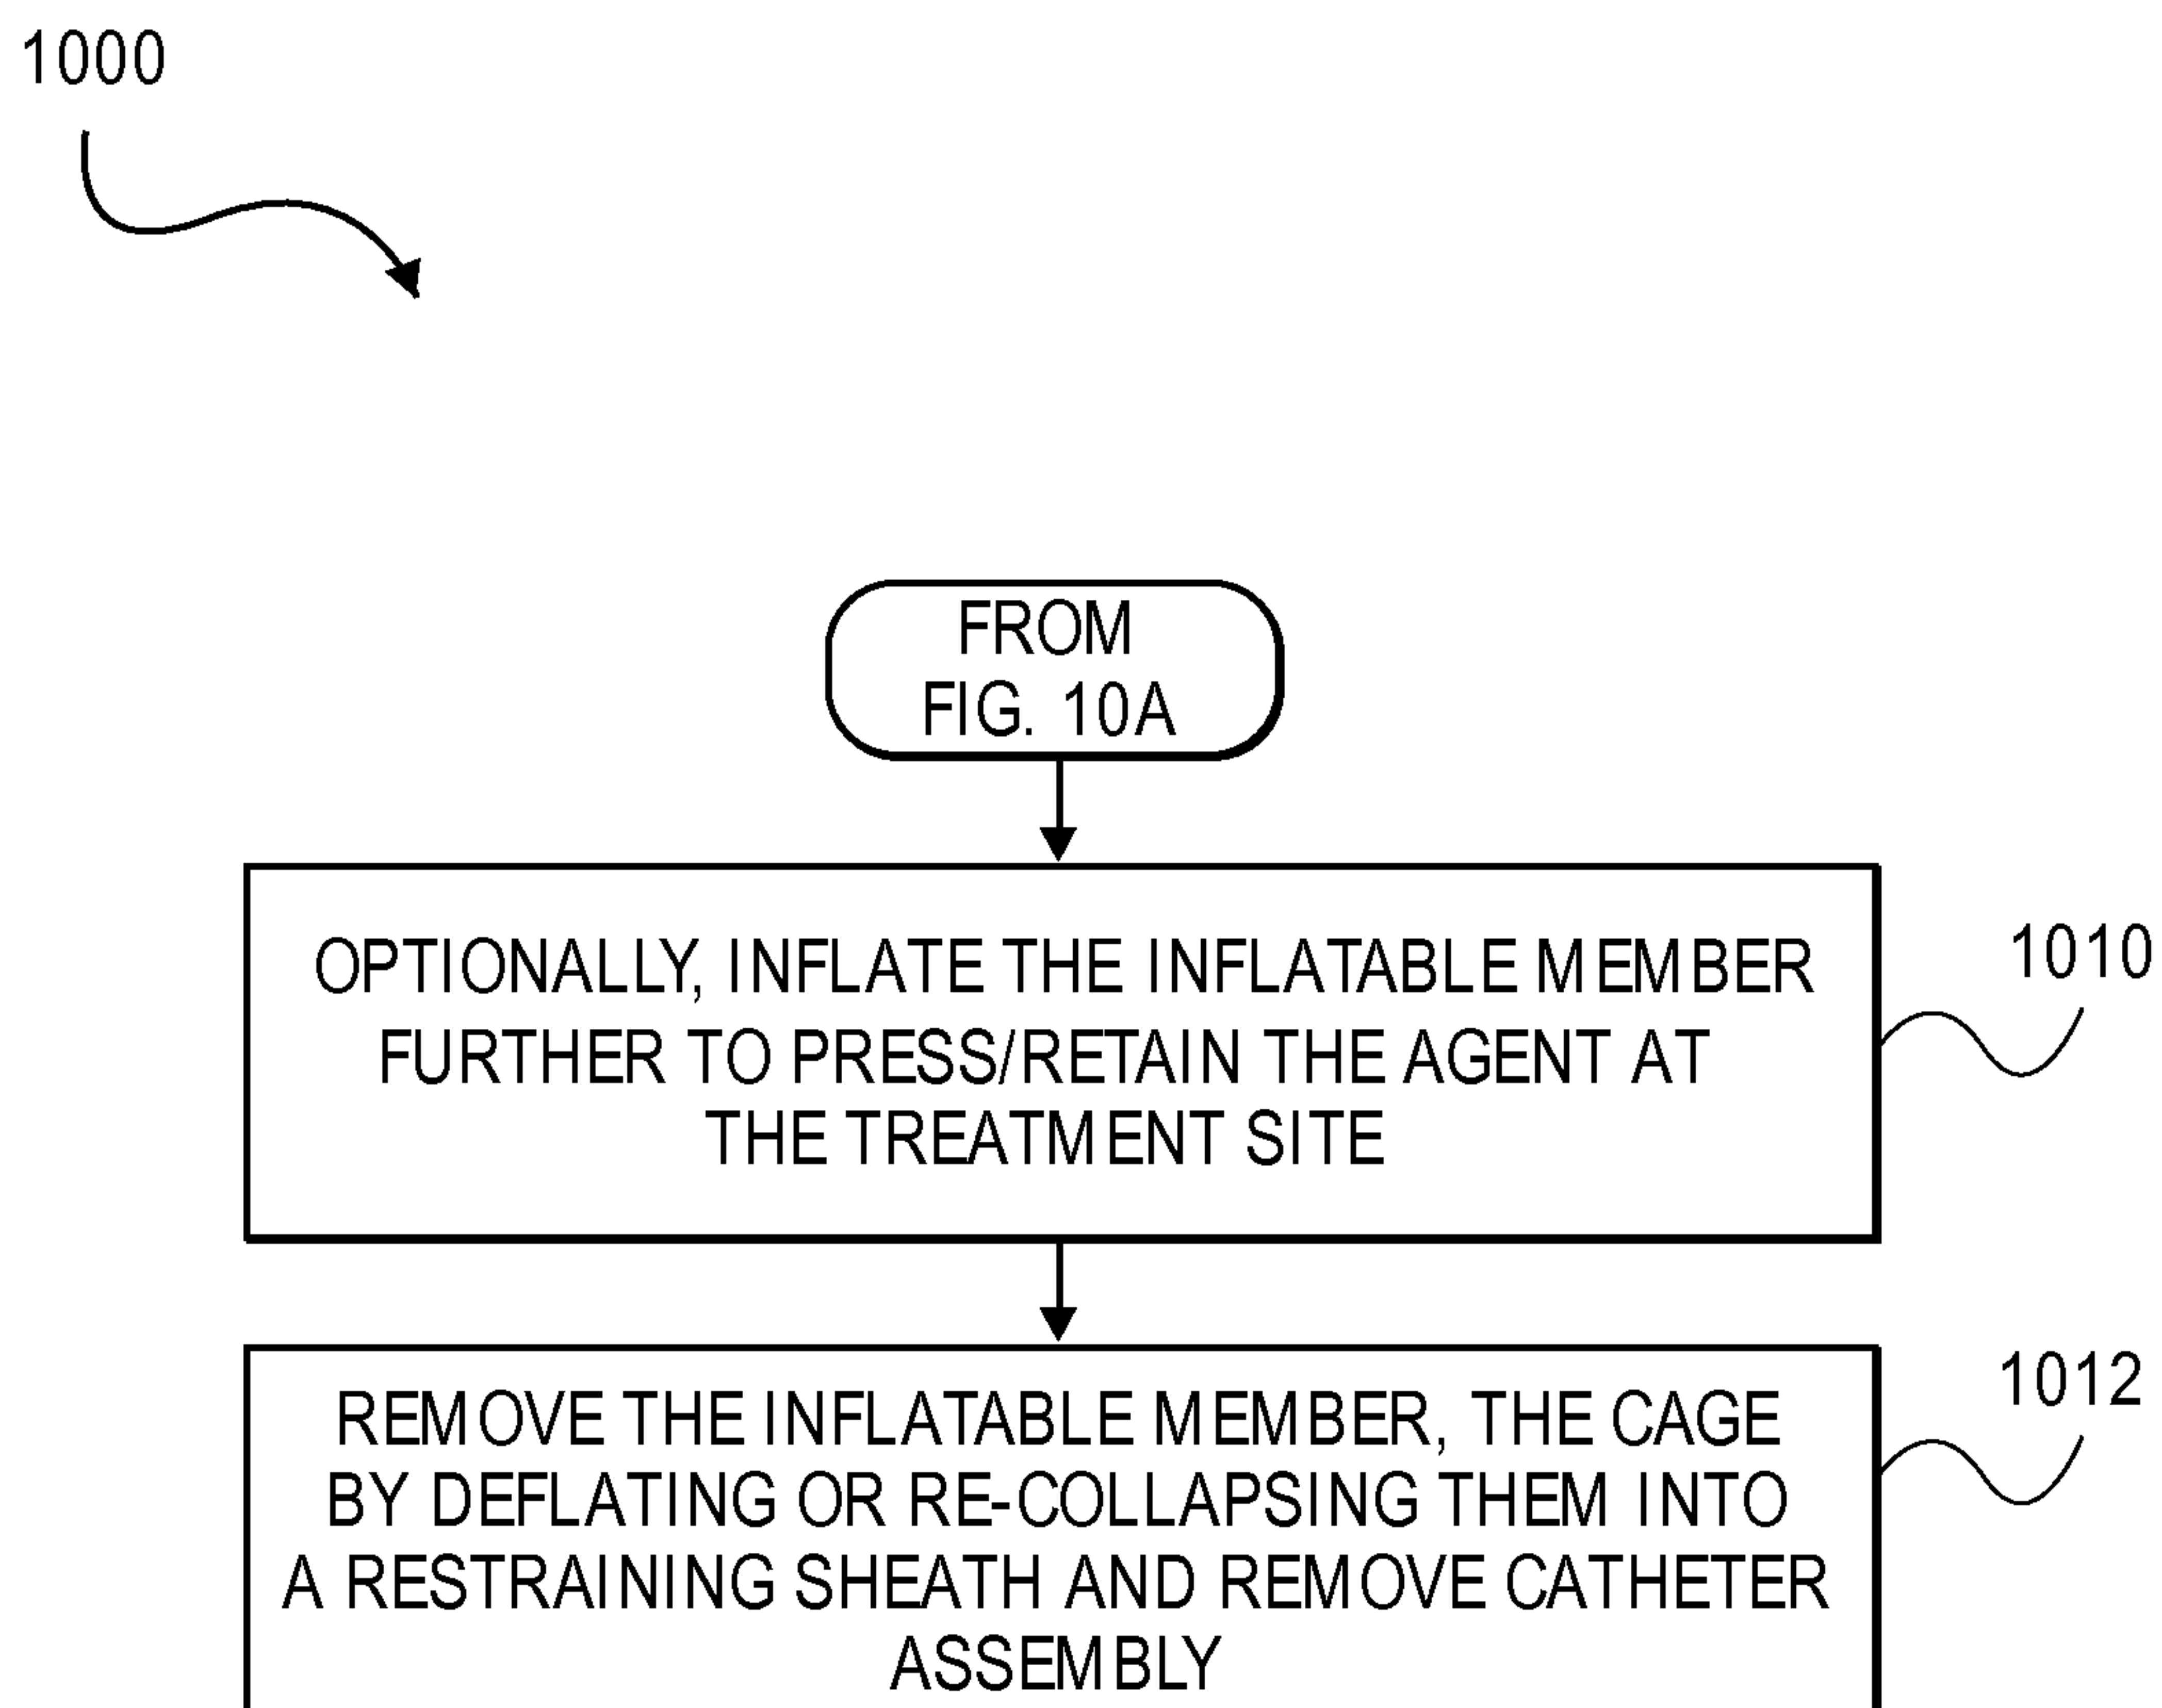 1000
FROM
FIG. 10A
OPTIONALLY, INFLATE THE INFLATABLE MEMBER
FURTHER TO PRESS/RETAIN THE AGENT AT
THE TREATMENT SITE
1010
REMOVE THE INFLATABLE MEMBER, THE CAGE
BY DEFLATING OR RE-COLLAPSING THEM INTO
A RESTRAINING SHEATH AND REMOVE CATHETER
ASSEMBLY
1012